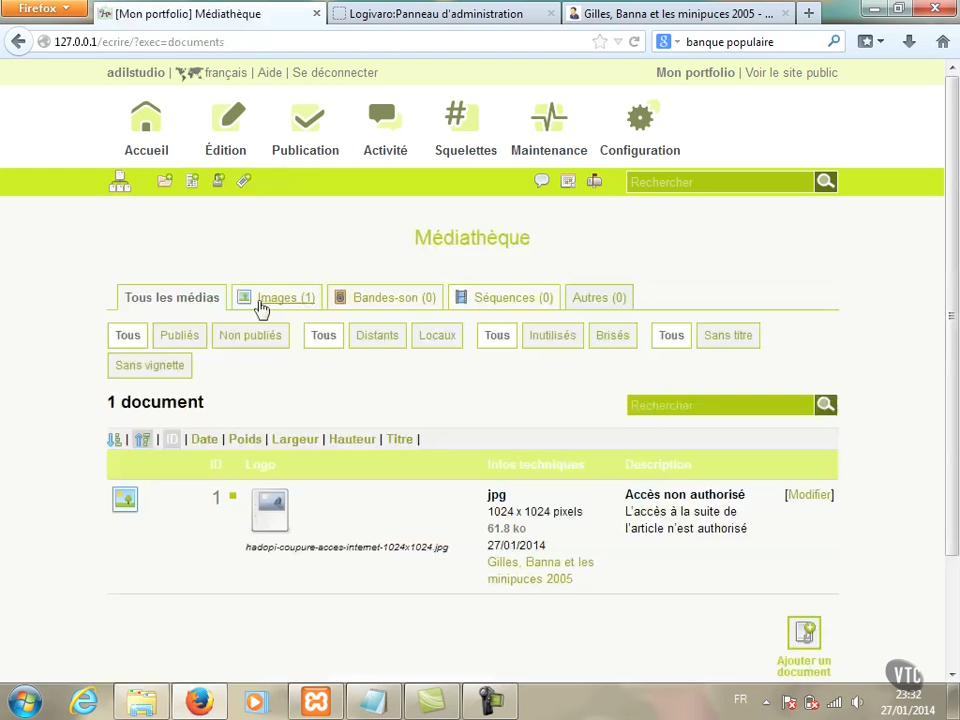 Firefox
[Mon portfolio] Médiathèque
Logivaro:Panneau d'administration
Gilles, Banna et les minipuces 2005 - ...
127.0.0.1/ecrire/?exec=documents
banque populaire
adilstudio | français | Aide | Se déconnecter
Mon portfolio | Voir le site public
Accueil
Édition
Publication
Activité
Squelettes
Maintenance
Configuration
Rechercher
Médiathèque
Tous les médias
Images (1)
Bandes-son (0)
Séquences (0)
Autres (0)
Tous
Publiés
Non publiés
Tous
Distants
Locaux
Tous
Inutilisés
Brisés
Tous
Sans titre
Sans vignette
1 document
Rechercher
| | ID | Date | Poids | Largeur | Hauteur | Titre |
ID
Logo
Infos techniques
Description
1
hadopi-coupure-acces-internet-1024x1024.jpg
jpg
1024 x 1024 pixels
61.8 ko
27/01/2014
Gilles, Banna et les
minipuces 2005
Accès non authorisé
L'accès à la suite de
l'article n'est authorisé
[Modifier]
Ajouter un
document
VTC
FR
23:32
27/01/2014